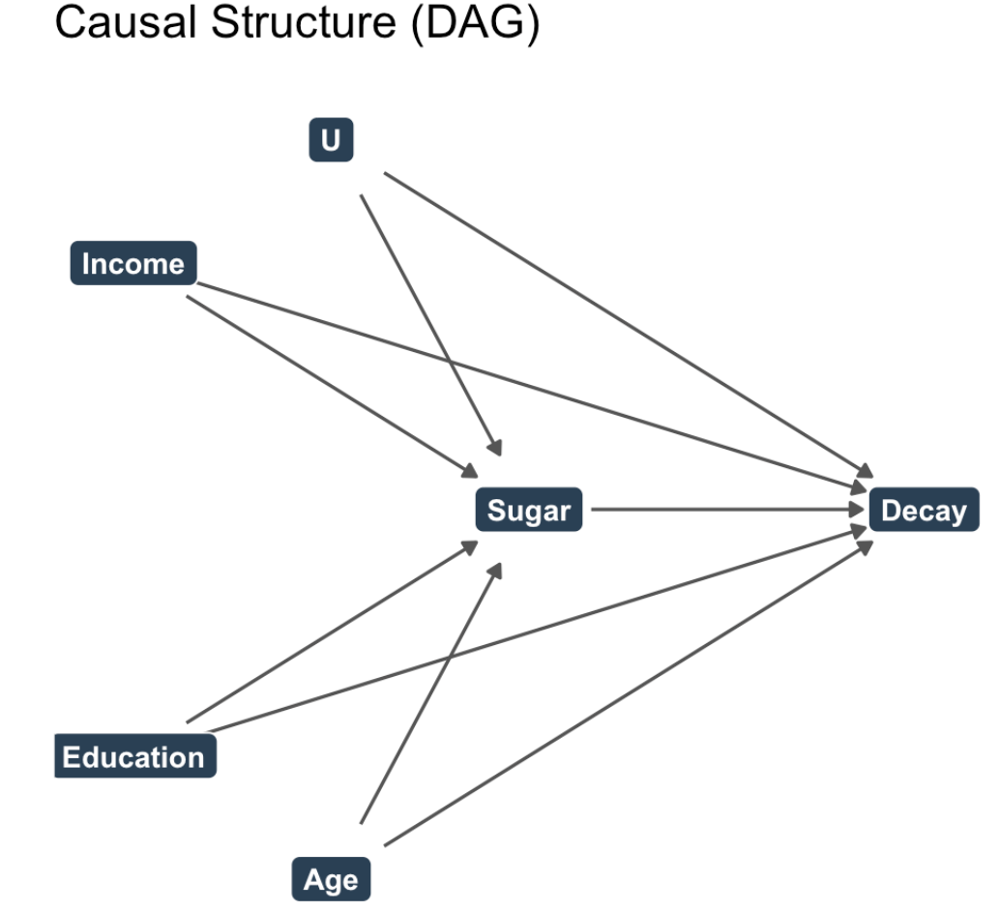 Causal Structure (DAG)
U
Income
Sugar
Decay
Education
Age